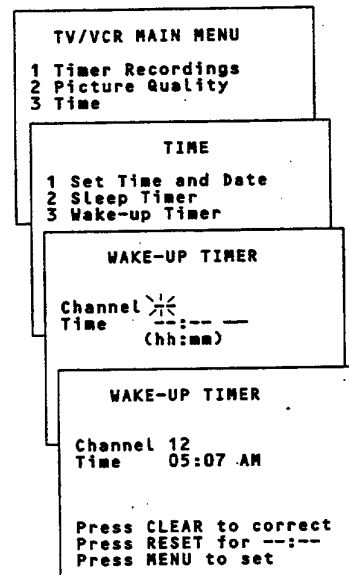 TV/VCR MAIN MENU
1 Timer Recordings
2 Picture Quality
3 Time
TIME
1 Set Time and Date
2 Sleep Timer
3 Wake-up Timer
WAKE-UP TIMER
Channel --
Time --:-- --
(hh:mm)
WAKE-UP TIMER
Channel 12
Time 05:07 AM
Press CLEAR to correct
Press RESET for --:--
Press MENU to set